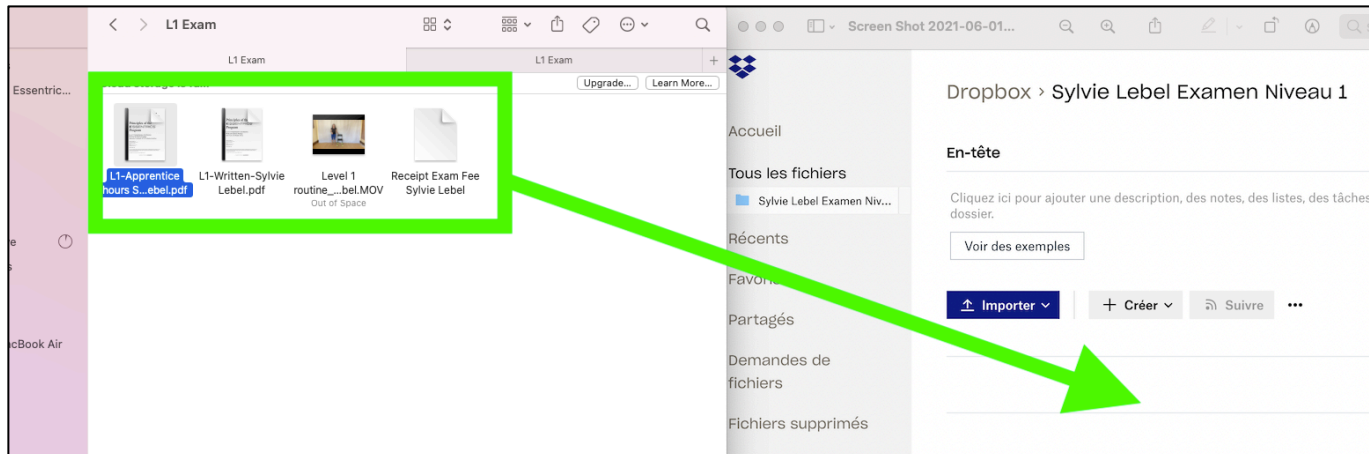 L1 Exam
L1 Exam
L1 Exam
Upgrade...
Learn More...
Essentric...
L1-Apprentice
hours S...ebel.pdf
L1-Written-Sylvie
Lebel.pdf
Level 1
routine_...bel.MOV
Out of Space
Receipt Exam Fee
Sylvie Lebel
cBook Air
Screen Shot 2021-06-01...
Accueil
Tous les fichiers
Sylvie Lebel Examen Niv...
Récents
Partagés
Demandes de
fichiers
Fichiers supprimés
Dropbox › Sylvie Lebel Examen Niveau 1
En-tête
Cliquez ici pour ajouter une description, des notes, des listes, des tâches
dossier.
Voir des exemples
Importer
Créer
Suivre